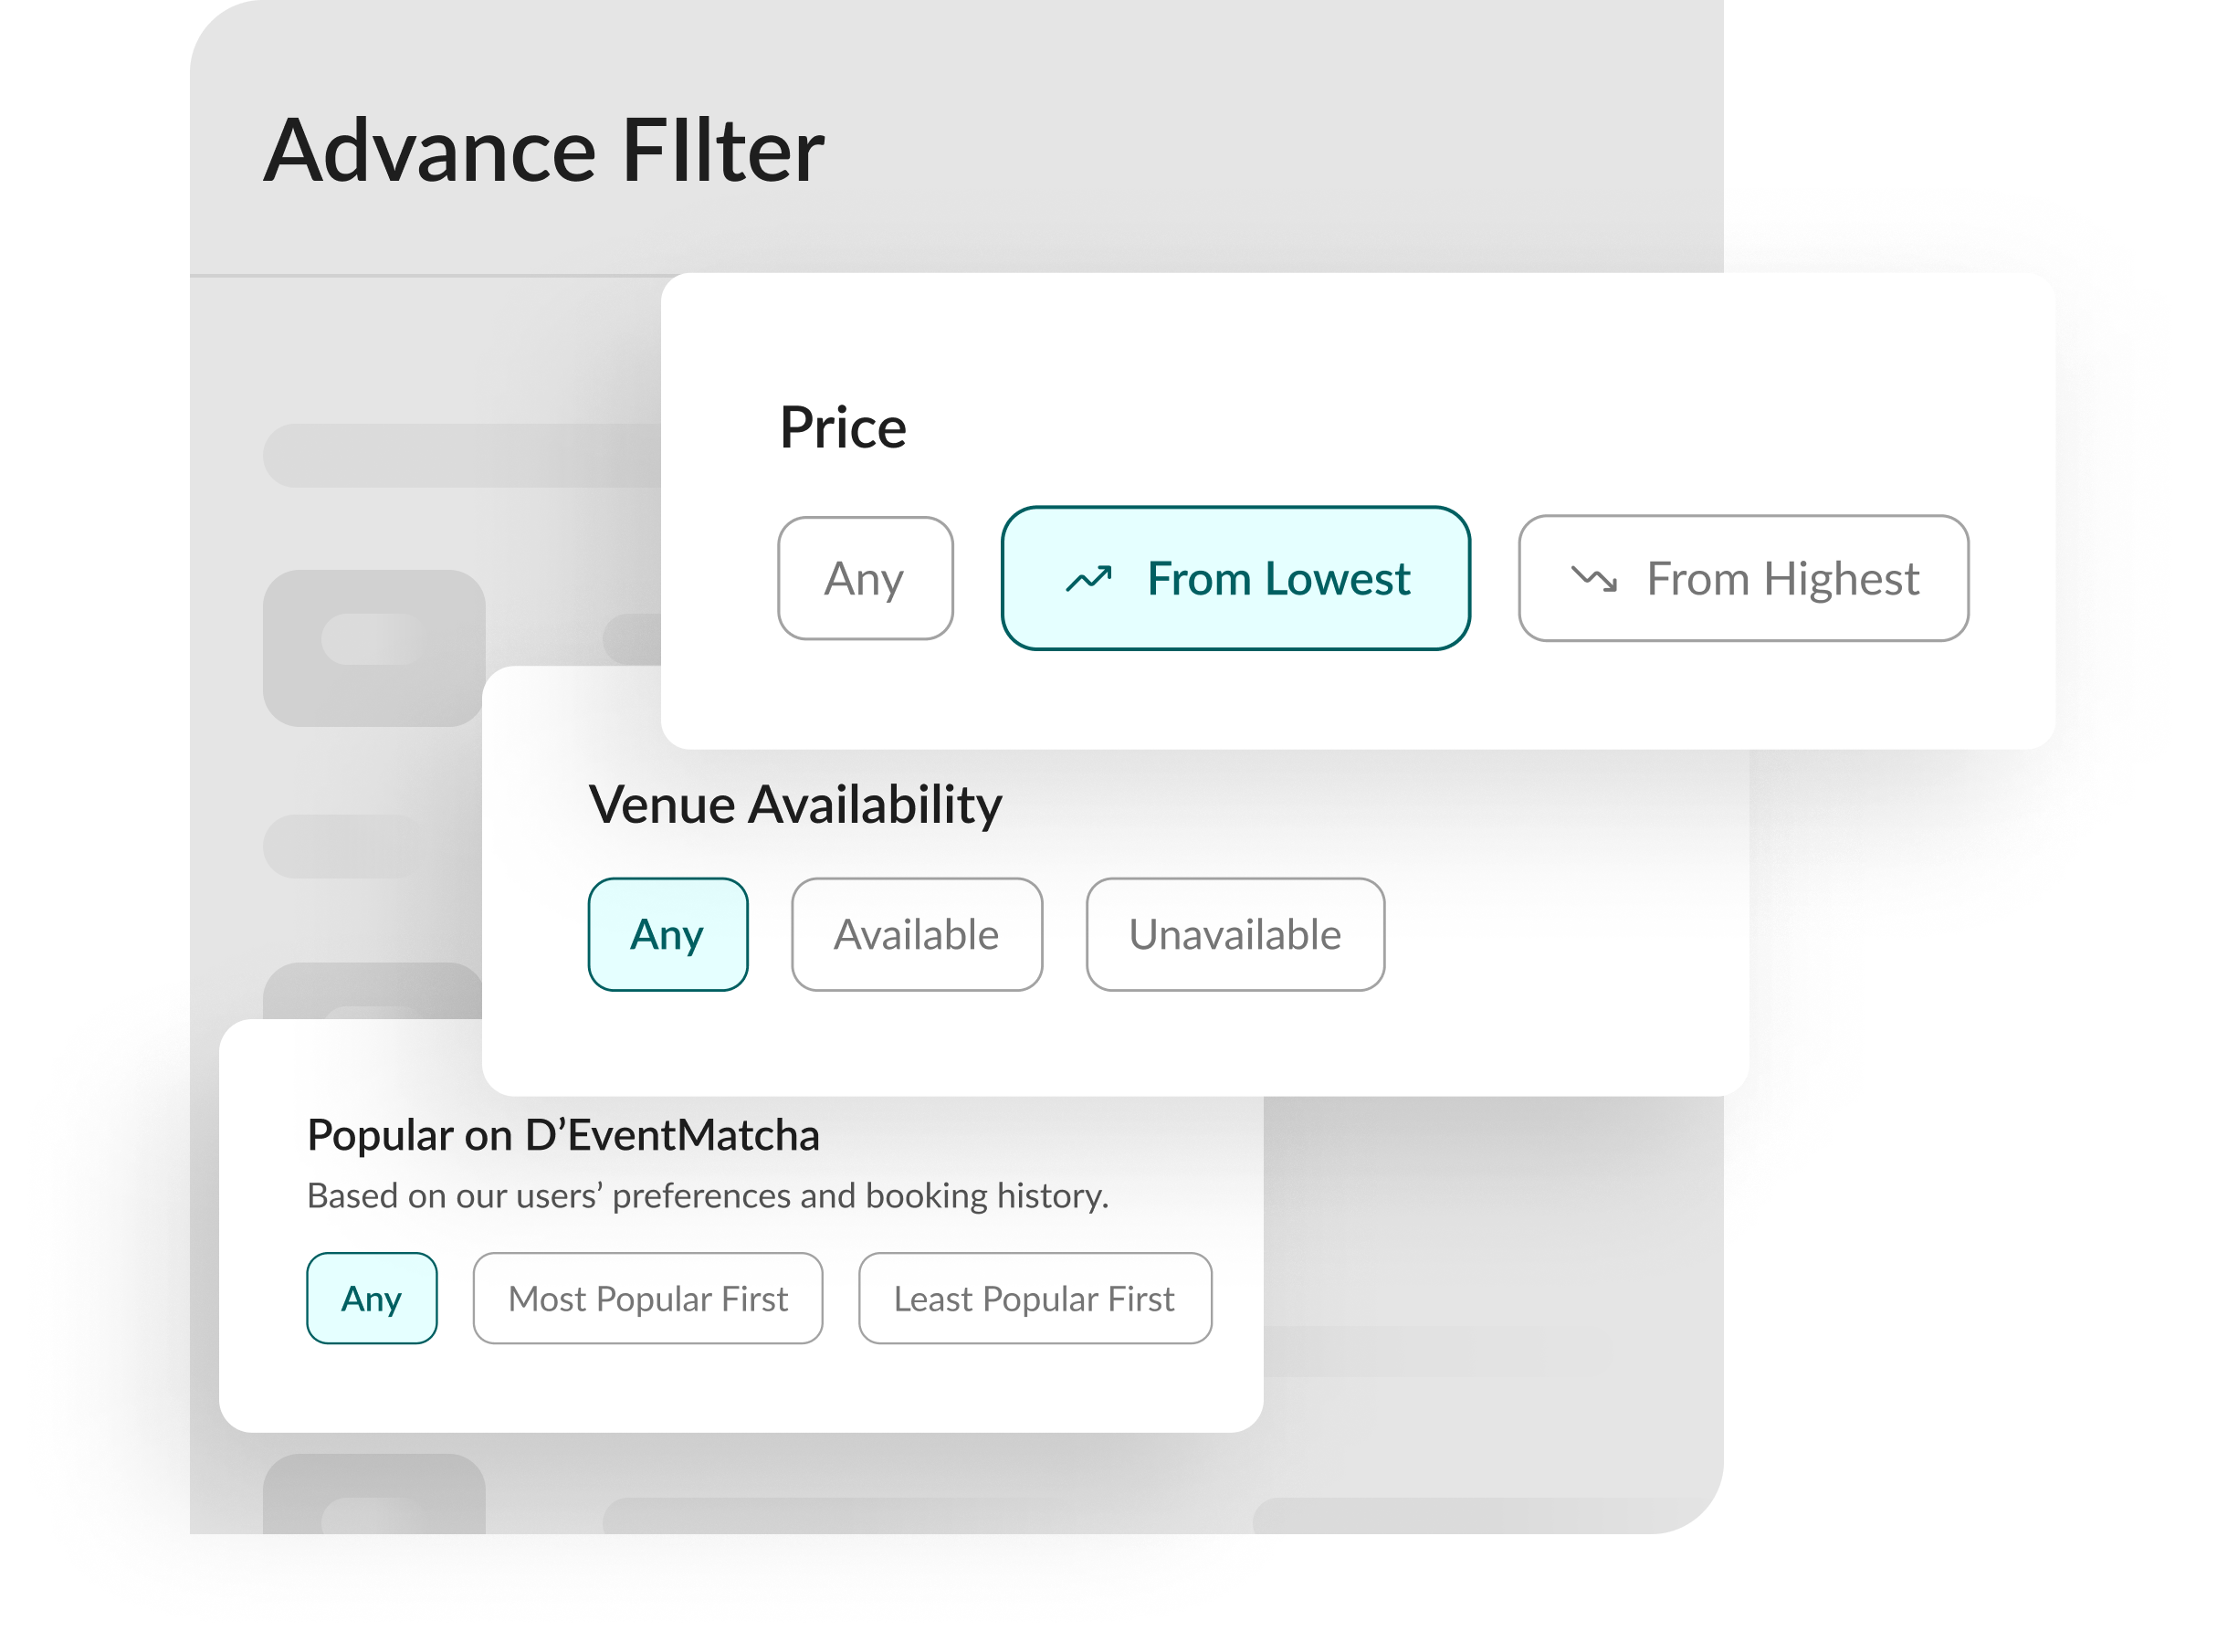 Advance FIlter
Price
Any
From Lowest
From Highest
Venue Availability
Any
Available
Unavailable
Popular on D’EventMatcha
Based on our users’ preferences and booking history.
Any
Most Popular First
Least Popular First